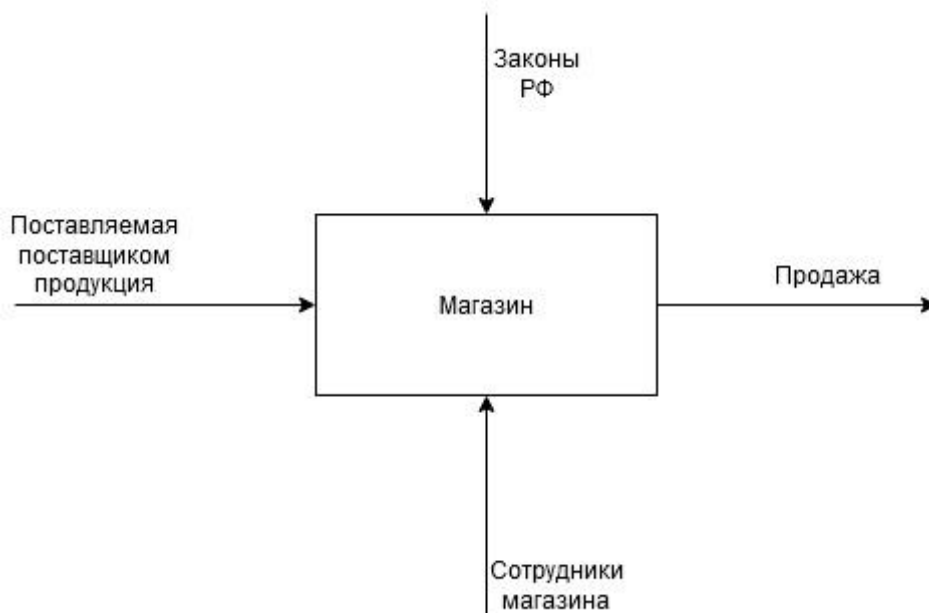 Законы
РФ
Поставляемая
поставщиком
продукция
Магазин
Продажа
Сотрудники
магазина